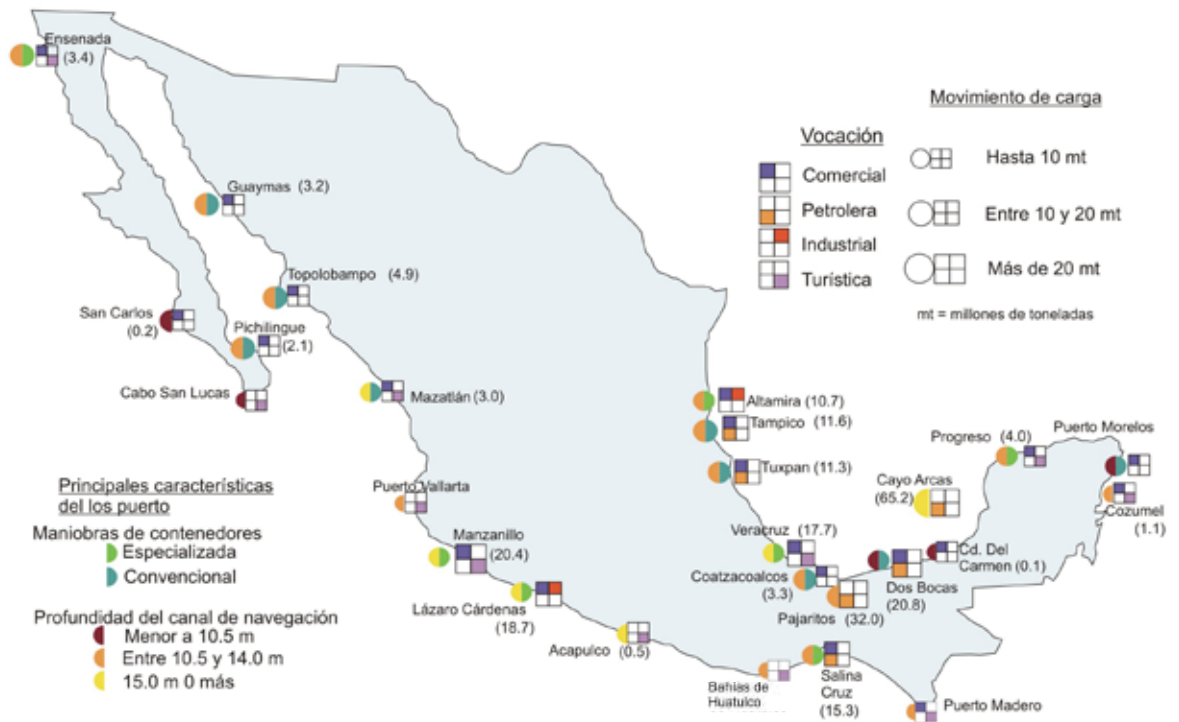 Ensenada
(3.4)
Movimiento de carga
Vocación
Hasta 10 mt
Comercial
Guaymas (3.2)
Petrolera
Entre 10 y 20 mt
Industrial
Topolobampo (4.9)
Turística
Más de 20 mt
San Carlos
(0.2)
mt = millones de toneladas
Pichilingue
(2.1)
Cabo San Lucas
Mazatlán (3.0)
Altamira (10.7)
Tampico (11.6)
Progreso (4.0)
Puerto Morelos
Tuxpan (11.3)
Cayo Arcas
(65.2)
Puerto Vallarta
Cozumel
(1.1)
Principales características
del los puerto
Maniobras de contenedores
Especializada
Convencional
Manzanillo
(20.4)
Veracruz (17.7)
Cd. Del
Carmen (0.1)
Coatzacoalcos
(3.3)
Dos Bocas
(20.8)
Pajaritos (32.0)
Lázaro Cárdenas
(18.7)
Profundidad del canal de navegación
Menor a 10.5 m
Entre 10.5 y 14.0 m
15.0 m 0 más
Acapulco (0.5)
Bahías de
Huatulco
Salina
Cruz
(15.3)
Puerto Madero